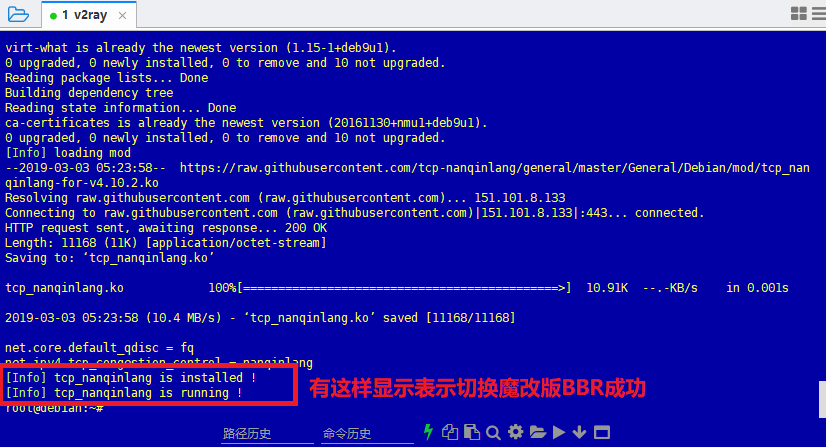 1 v2ray
virt-what is already the newest version (1.15-1+deb9u1).
0 upgraded, 0 newly installed, 0 to remove and 10 not upgraded.
Reading package lists... Done
Building dependency tree
Reading state information... Done
ca-certificates is already the newest version (20161130+nmu1+deb9u1).
0 upgraded, 0 newly installed, 0 to remove and 10 not upgraded.
[Info] loading mod
--2019-03-03 05:23:58--  https://raw.githubusercontent.com/tcp-nanqinlang/general/master/General/Debian/mod/tcp_nan
qinlang-for-v4.10.2.ko
Resolving raw.githubusercontent.com (raw.githubusercontent.com)... 151.101.8.133
Connecting to raw.githubusercontent.com (raw.githubusercontent.com)|151.101.8.133|:443... connected.
HTTP request sent, awaiting response... 200 OK
Length: 11168 (11K) [application/octet-stream]
Saving to: ‘tcp_nanqinlang.ko’
tcp_nanqinlang.ko 100%[============================================>] 10.91K --.-KB/s in 0.001s
2019-03-03 05:23:58 (10.4 MB/s) - ‘tcp_nanqinlang.ko’ saved [11168/11168]
net.core.default_qdisc = fq
net.ipv4.tcp_congestion_control = nanqinlang
[Info] tcp_nanqinlang is installed !
[Info] tcp_nanqinlang is running !
有这样显示表示切换魔改版BBR成功
root@debian:~#
路径历史 命令历史